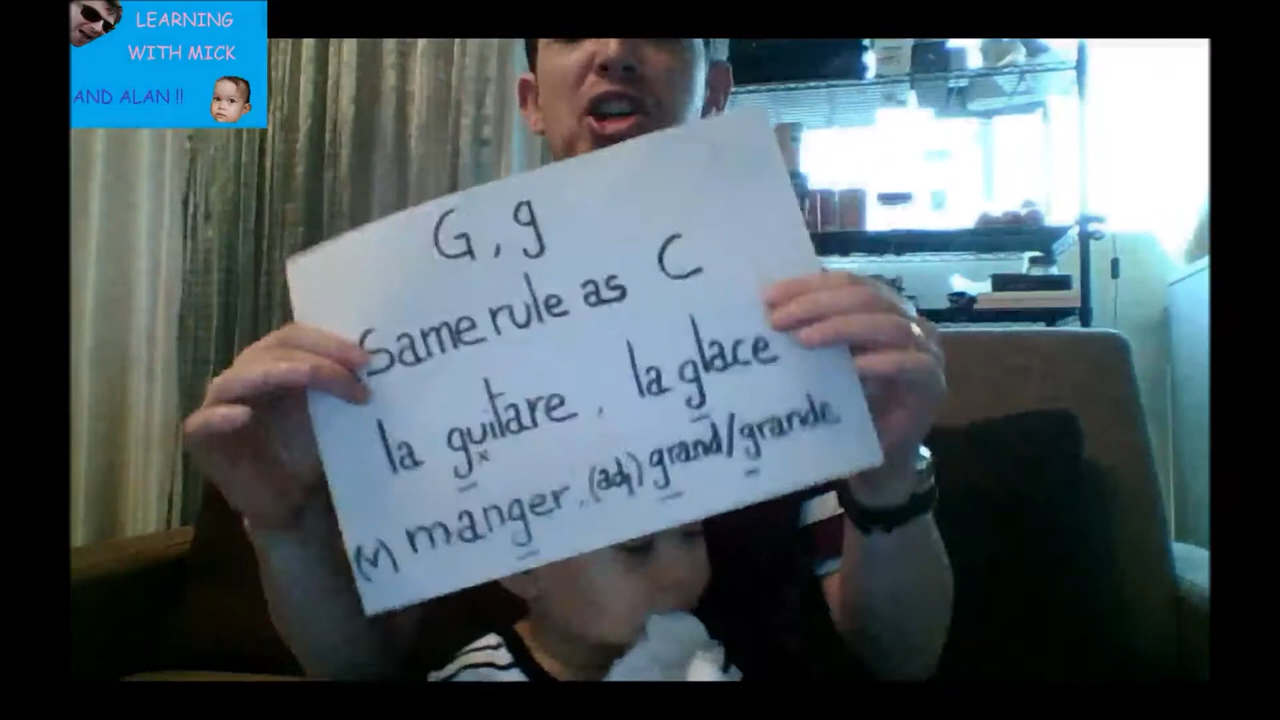 LEARNING
WITH MICK
AND ALAN !!
G, g
Same rule as C
la guitare, la glace
(v) manger, (adj) grand/grande